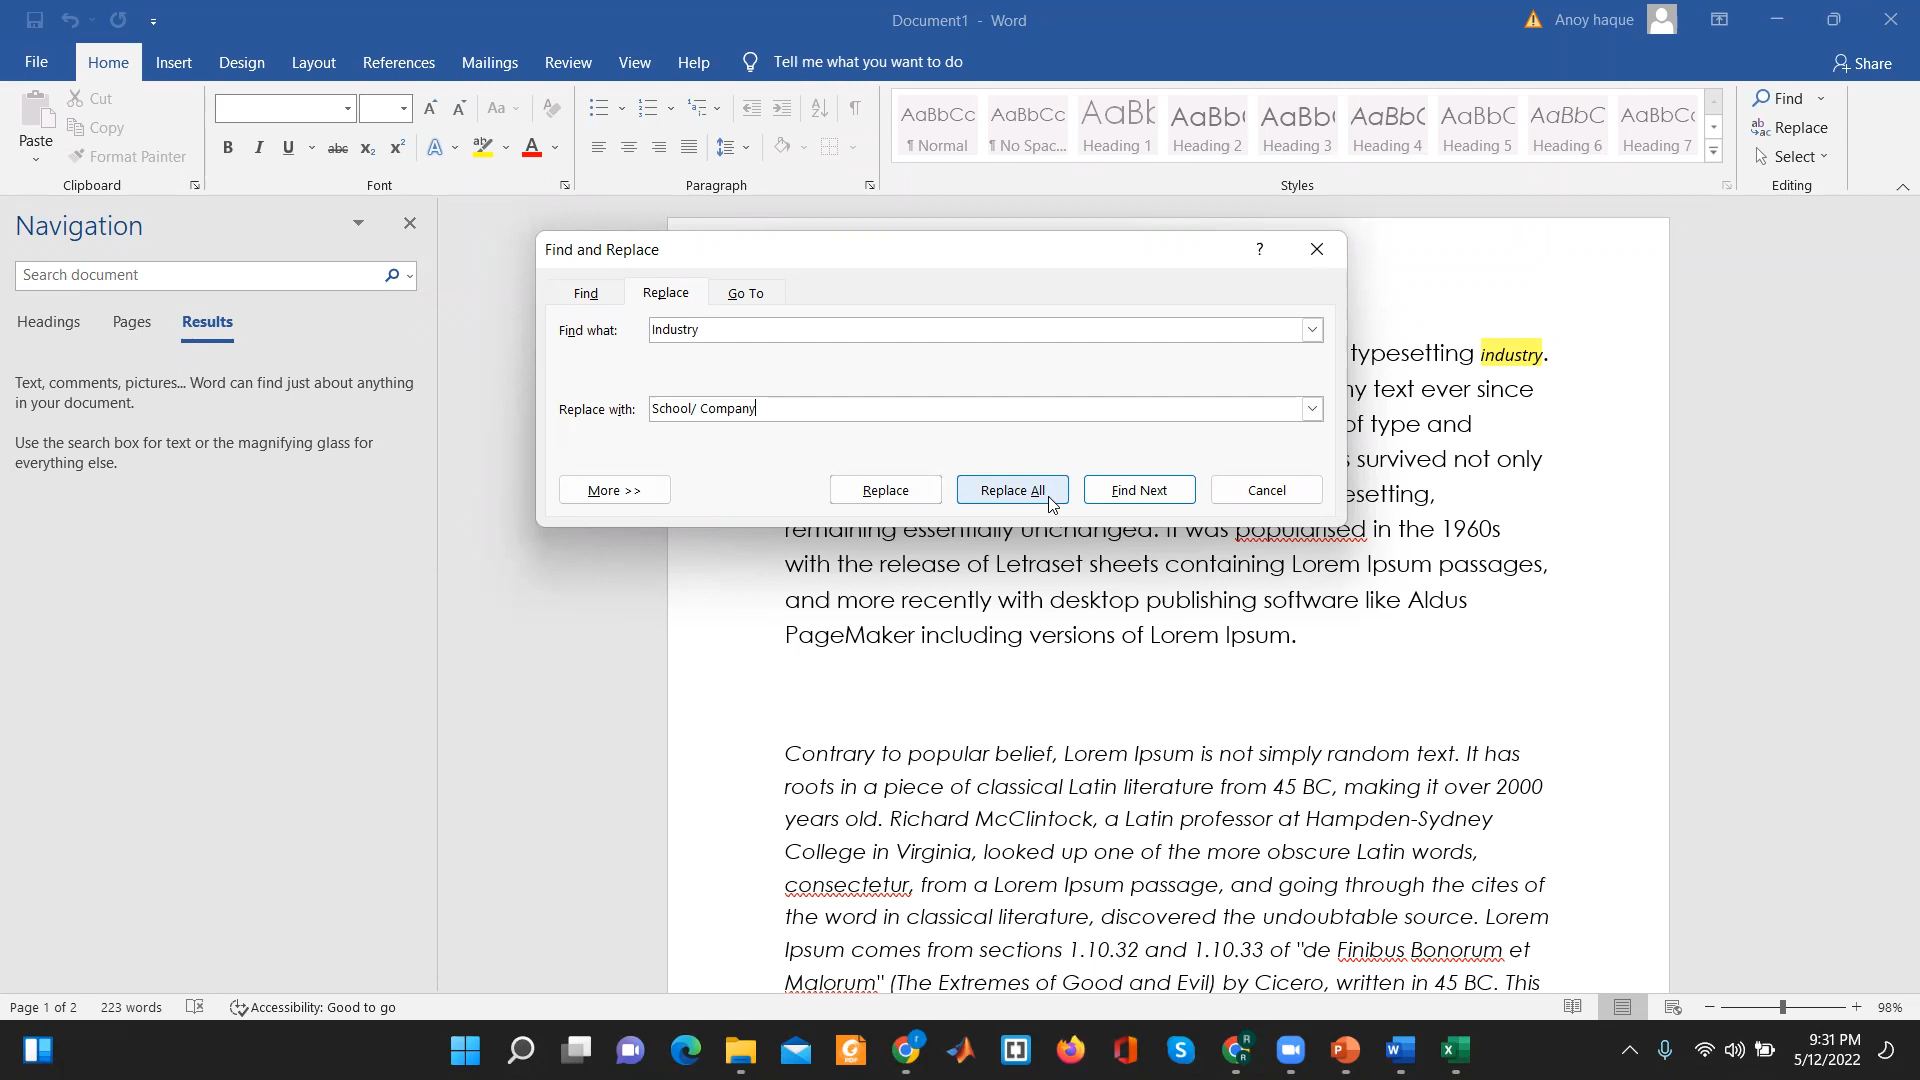 Document1 - Word
Anoy haque
File Home Insert Design Layout References Mailings Review View Help Tell me what you want to do
Share
Paste
Cut
Copy
Format Painter
Clipboard
Aa
B I U abc x₂ x² A ab A
Font
Paragraph
AaBbCc AaBbCc AaBb AaBb( AaBb( AaBbC AaBbC AaBbC AaBbCc
¶ Normal ¶ No Spac... Heading 1 Heading 2 Heading 3 Heading 4 Heading 5 Heading 6 Heading 7
Styles
Find
Replace
Select
Editing
Navigation
Search document
Headings Pages Results
Text, comments, pictures... Word can find just about anything
in your document.
Use the search box for text or the magnifying glass for
everything else.
Find and Replace
?
Find Replace Go To
Find what: Industry
Replace with: School/ Company
More >> Replace Replace All Find Next Cancel
typesetting industry.
my text ever since
of type and
s survived not only
esetting,
remaining essentially unchanged. It was popularised in the 1960s
with the release of Letraset sheets containing Lorem Ipsum passages,
and more recently with desktop publishing software like Aldus
PageMaker including versions of Lorem Ipsum.
Contrary to popular belief, Lorem Ipsum is not simply random text. It has
roots in a piece of classical Latin literature from 45 BC, making it over 2000
years old. Richard McClintock, a Latin professor at Hampden-Sydney
College in Virginia, looked up one of the more obscure Latin words,
consectetur, from a Lorem Ipsum passage, and going through the cites of
the word in classical literature, discovered the undoubtable source. Lorem
Ipsum comes from sections 1.10.32 and 1.10.33 of "de Finibus Bonorum et
Malorum" (The Extremes of Good and Evil) by Cicero, written in 45 BC. This
Page 1 of 2 223 words Accessibility: Good to go
98%
9:31 PM
5/12/2022